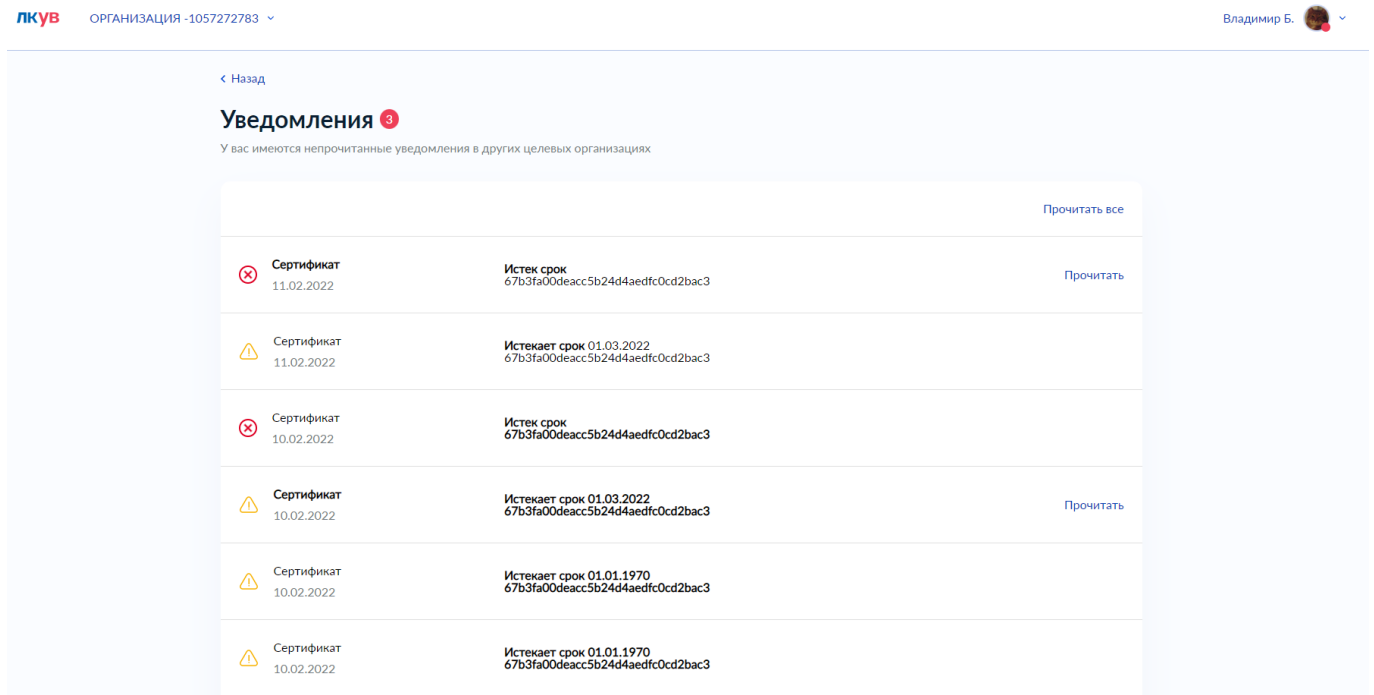 ЛКУВ ОРГАНИЗАЦИЯ -1057272783 Владимир Б.
Назад
Уведомления 3
У вас имеются непрочитанные уведомления в других целевых организациях
Прочитать все
Сертификат
11.02.2022
Истек срок
67b3fa00deacc5b24d4aedfc0cd2bac3
Прочитать
Сертификат
11.02.2022
Истекает срок 01.03.2022
67b3fa00deacc5b24d4aedfc0cd2bac3
Сертификат
10.02.2022
Истек срок
67b3fa00deacc5b24d4aedfc0cd2bac3
Сертификат
10.02.2022
Истекает срок 01.03.2022
67b3fa00deacc5b24d4aedfc0cd2bac3
Прочитать
Сертификат
10.02.2022
Истекает срок 01.01.1970
67b3fa00deacc5b24d4aedfc0cd2bac3
Сертификат
10.02.2022
Истекает срок 01.01.1970
67b3fa00deacc5b24d4aedfc0cd2bac3